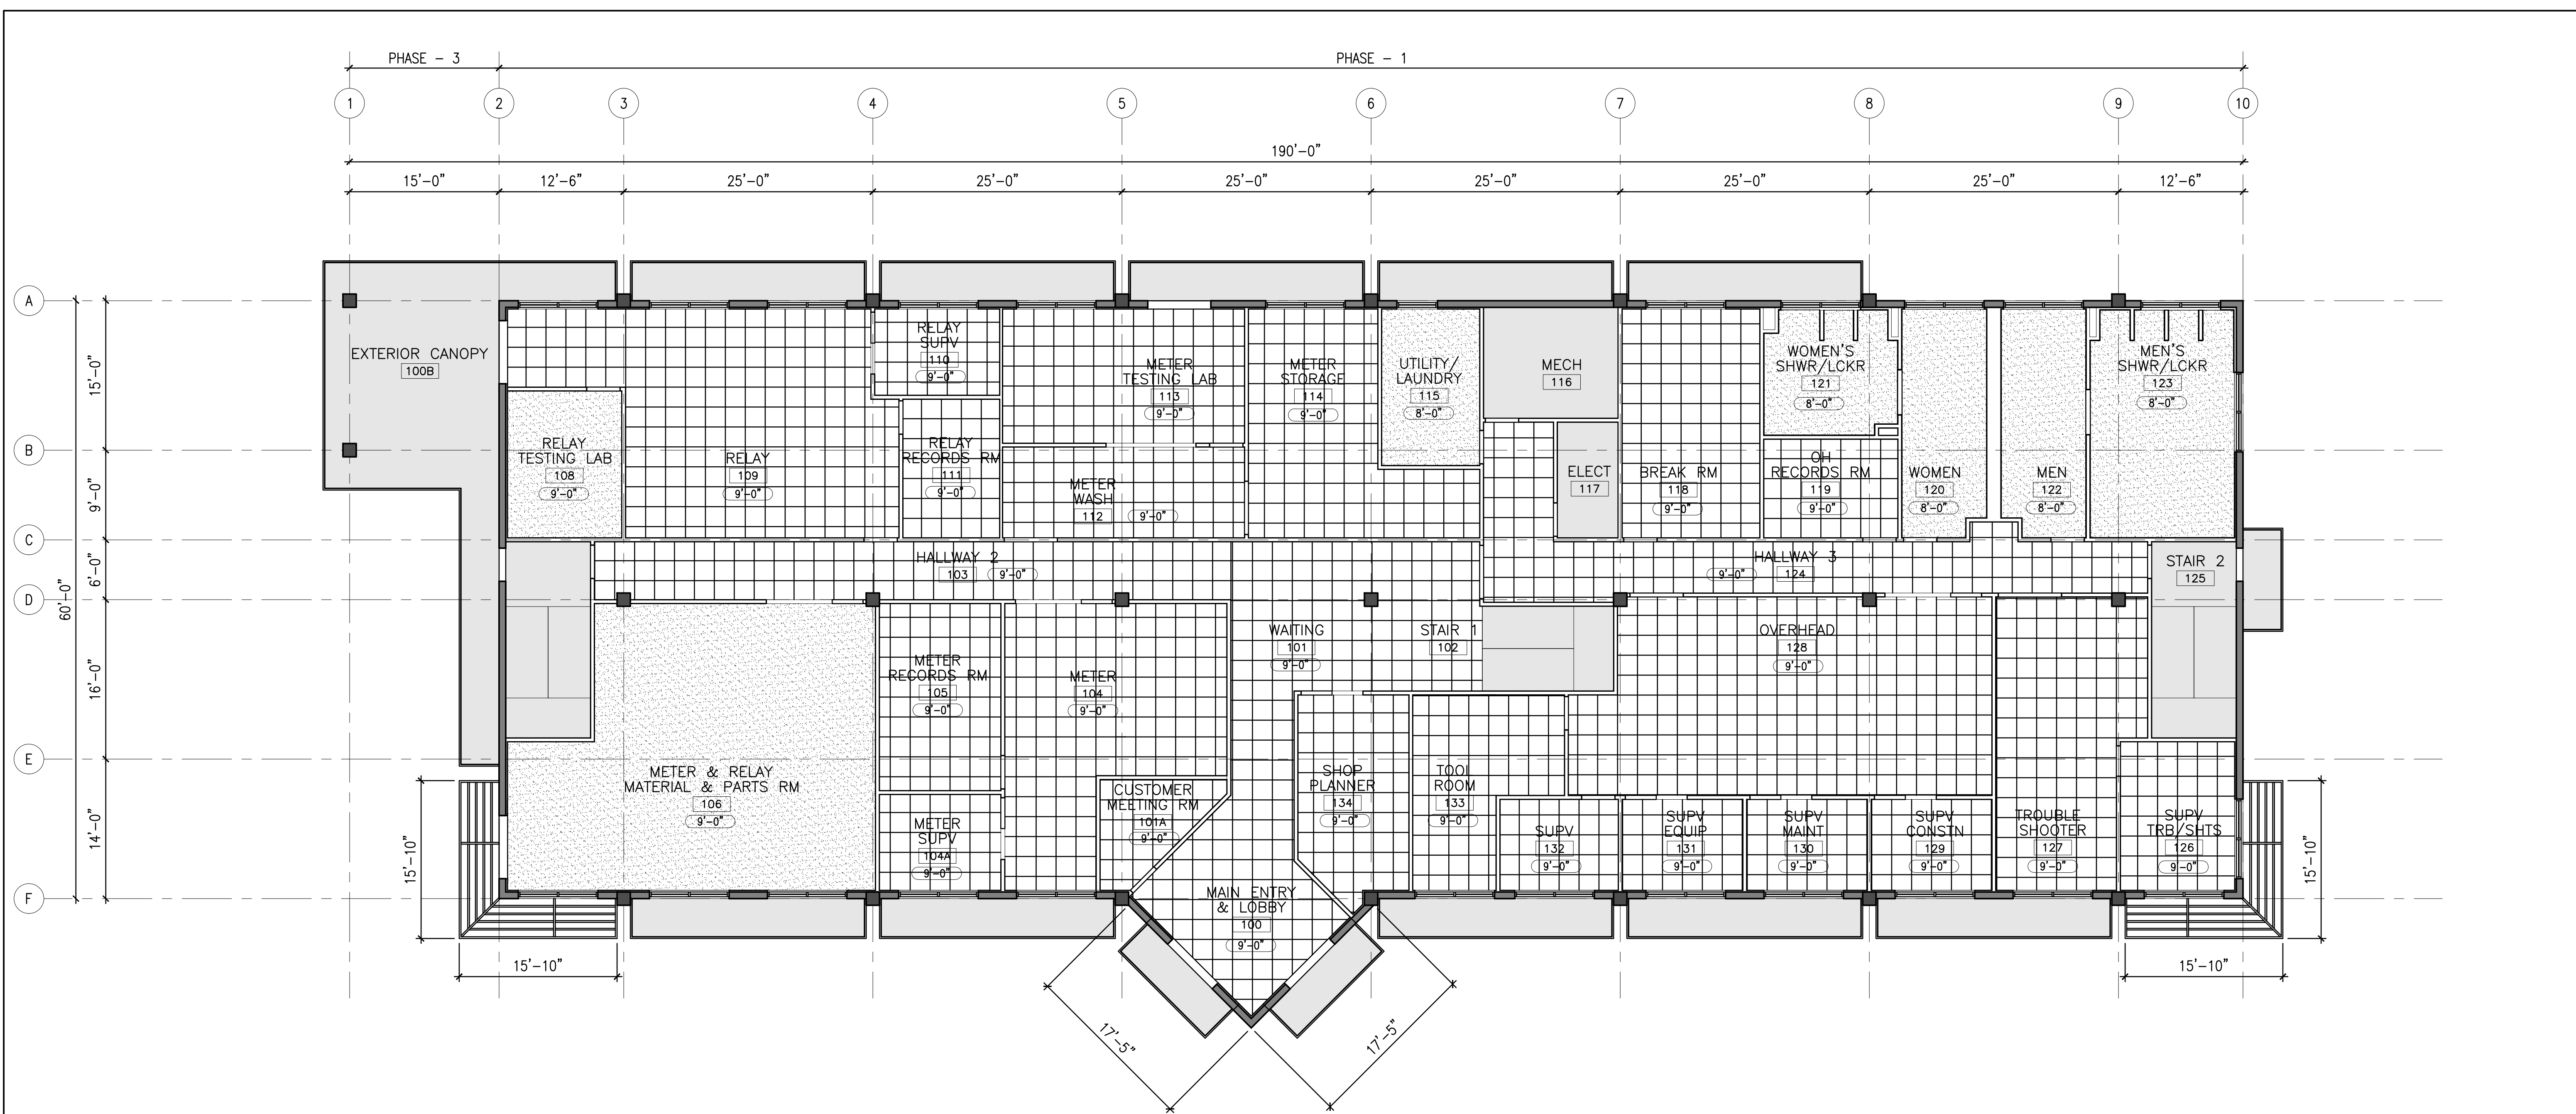 PHASE - 3
PHASE - 1
1
2
3
4
5
6
7
8
9
10
190'-0"
15'-0"
12'-6"
25'-0"
25'-0"
25'-0"
25'-0"
25'-0"
25'-0"
12'-6"
A
B
C
D
E
F
60'-0"
15'-0"
9'-0"
6'-0"
16'-0"
14'-0"
EXTERIOR CANOPY
100B
RELAY
TESTING LAB
108
9'-0"
RELAY
109
9'-0"
RELAY
SUPV
110
9'-0"
RELAY
RECORDS RM
111
9'-0"
METER
TESTING LAB
113
9'-0"
METER
WASH
112
9'-0"
METER
STORAGE
114
9'-0"
UTILITY/
LAUNDRY
115
8'-0"
MECH
116
ELECT
117
BREAK RM
118
9'-0"
WOMEN'S
SHWR/LCKR
121
8'-0"
OH
RECORDS RM
119
9'-0"
WOMEN
120
8'-0"
MEN
122
8'-0"
MEN'S
SHWR/LCKR
123
8'-0"
HALLWAY 2
103
9'-0"
HALLWAY 3
9'-0"
124
STAIR 2
125
METER & RELAY
MATERIAL & PARTS RM
106
9'-0"
METER
RECORDS RM
105
9'-0"
METER
104
9'-0"
METER
SUPV
104A
9'-0"
CUSTOMER
MEETING RM
101A
9'-0"
WAITING
101
9'-0"
STAIR 1
102
MAIN ENTRY
& LOBBY
100
9'-0"
SHOP
PLANNER
134
9'-0"
TOOL
ROOM
133
9'-0"
OVERHEAD
128
9'-0"
SUPV
132
9'-0"
SUPV
EQUIP
131
9'-0"
SUPV
MAINT
130
9'-0"
SUPV
CONSTN
129
9'-0"
TROUBLE
SHOOTER
127
9'-0"
SUPV
TRB/SHTS
126
9'-0"
15'-10"
15'-10"
17'-5"
17'-5"
15'-10"
15'-10"